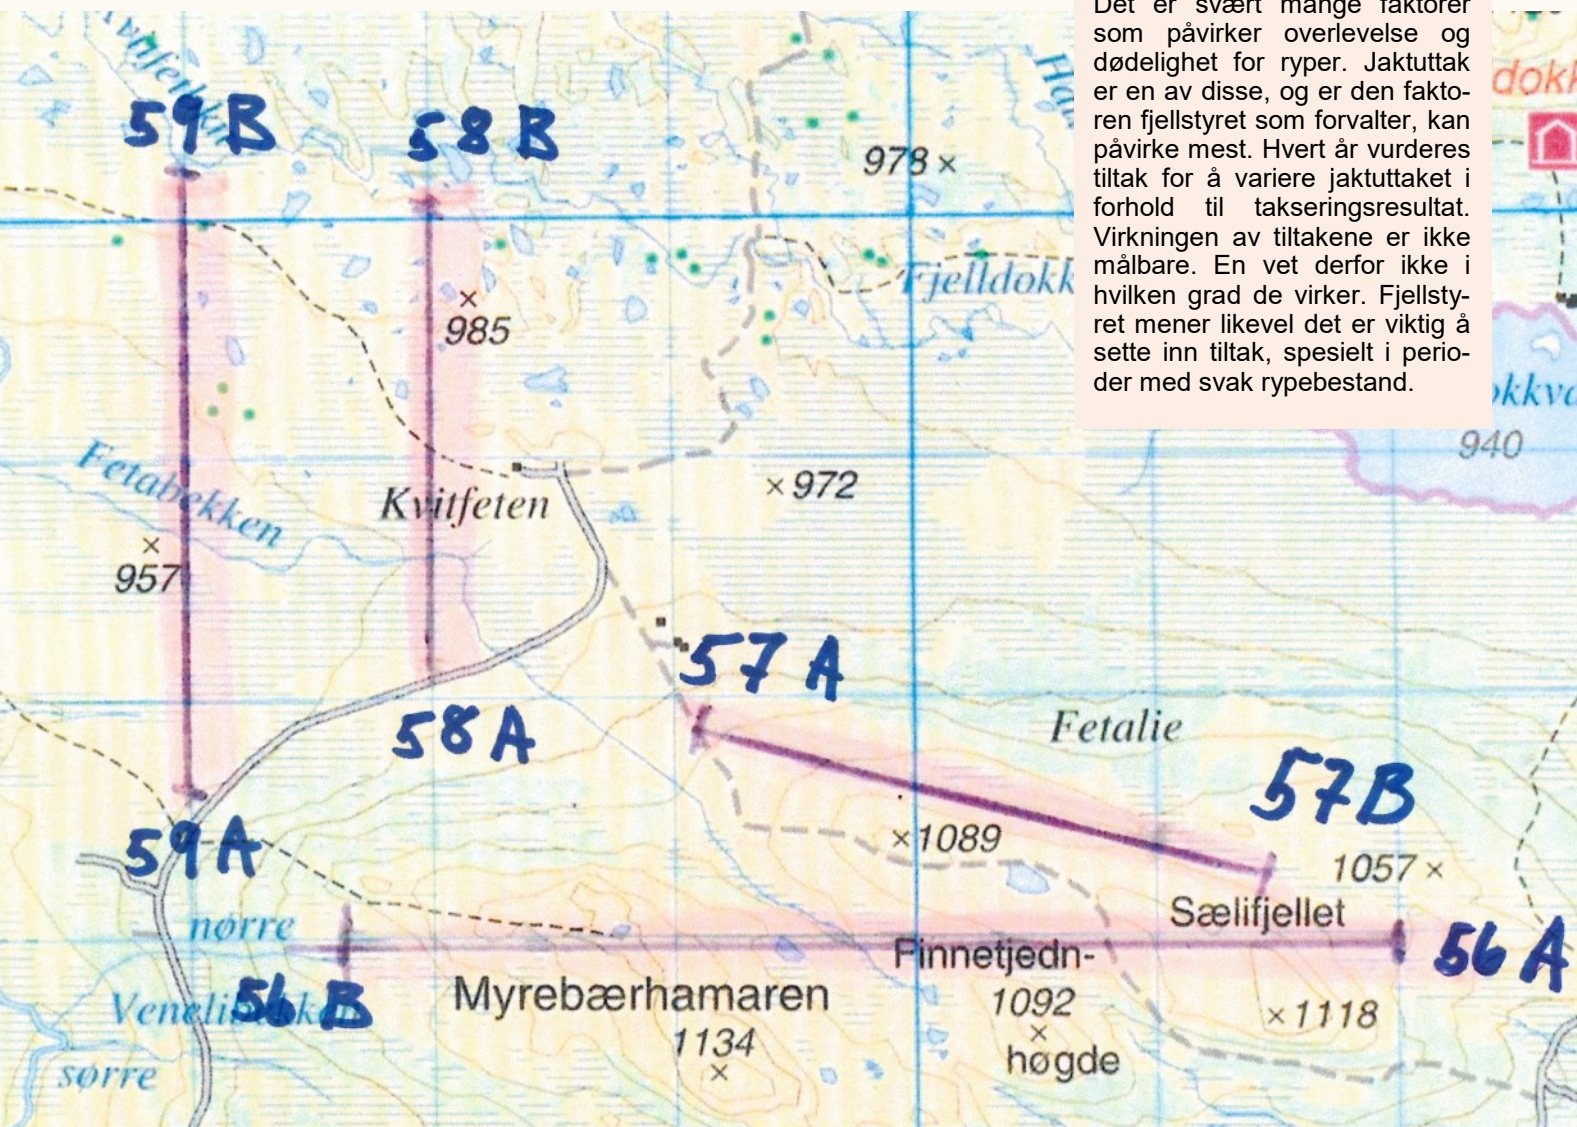 Det er svært mange faktorer
som påvirker overlevelse og
dødelighet for ryper. Jaktuttak
er en av disse, og er den fakto-
ren fjellstyret som forvalter, kan
påvirke mest. Hvert år vurderes
tiltak for å variere jaktuttaket i
forhold til takseringsresultat.
Virkningen av tiltakene er ikke
målbare. En vet derfor ikke i
hvilken grad de virker. Fjellsty-
ret mener likevel det er viktig å
sette inn tiltak, spesielt i perio-
der med svak rypebestand.
59 B
58 B
978
985
Fjelldokk
940
Fetabekken
Kvitfeten
972
957
57 A
58 A
Fetalie
57 B
59 A
1089
1057
nørre
Sælifjellet
56 A
Finnetjedn-
56 B
Myrebærhamaren
1092
1118
1134
høgde
sørre